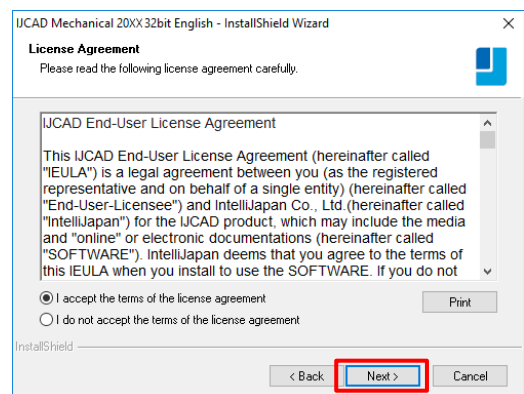 IJCAD Mechanical 20XX 32bit English - InstallShield Wizard
License Agreement
Please read the following license agreement carefully.
IJCAD End-User License Agreement
This IJCAD End-User License Agreement (hereinafter called
"IEULA") is a legal agreement between you (as the registered
representative and on behalf of a single entity) (hereinafter called
"End-User-Licensee") and IntelliJapan Co., Ltd.(hereinafter called
"IntelliJapan") for the IJCAD product, which may include the media
and "online" or electronic documentations (hereinafter called
"SOFTWARE"). IntelliJapan deems that you agree to the terms of
this IEULA when you install to use the SOFTWARE. If you do not
I accept the terms of the license agreement
Print
I do not accept the terms of the license agreement
InstallShield
< Back
Next >
Cancel